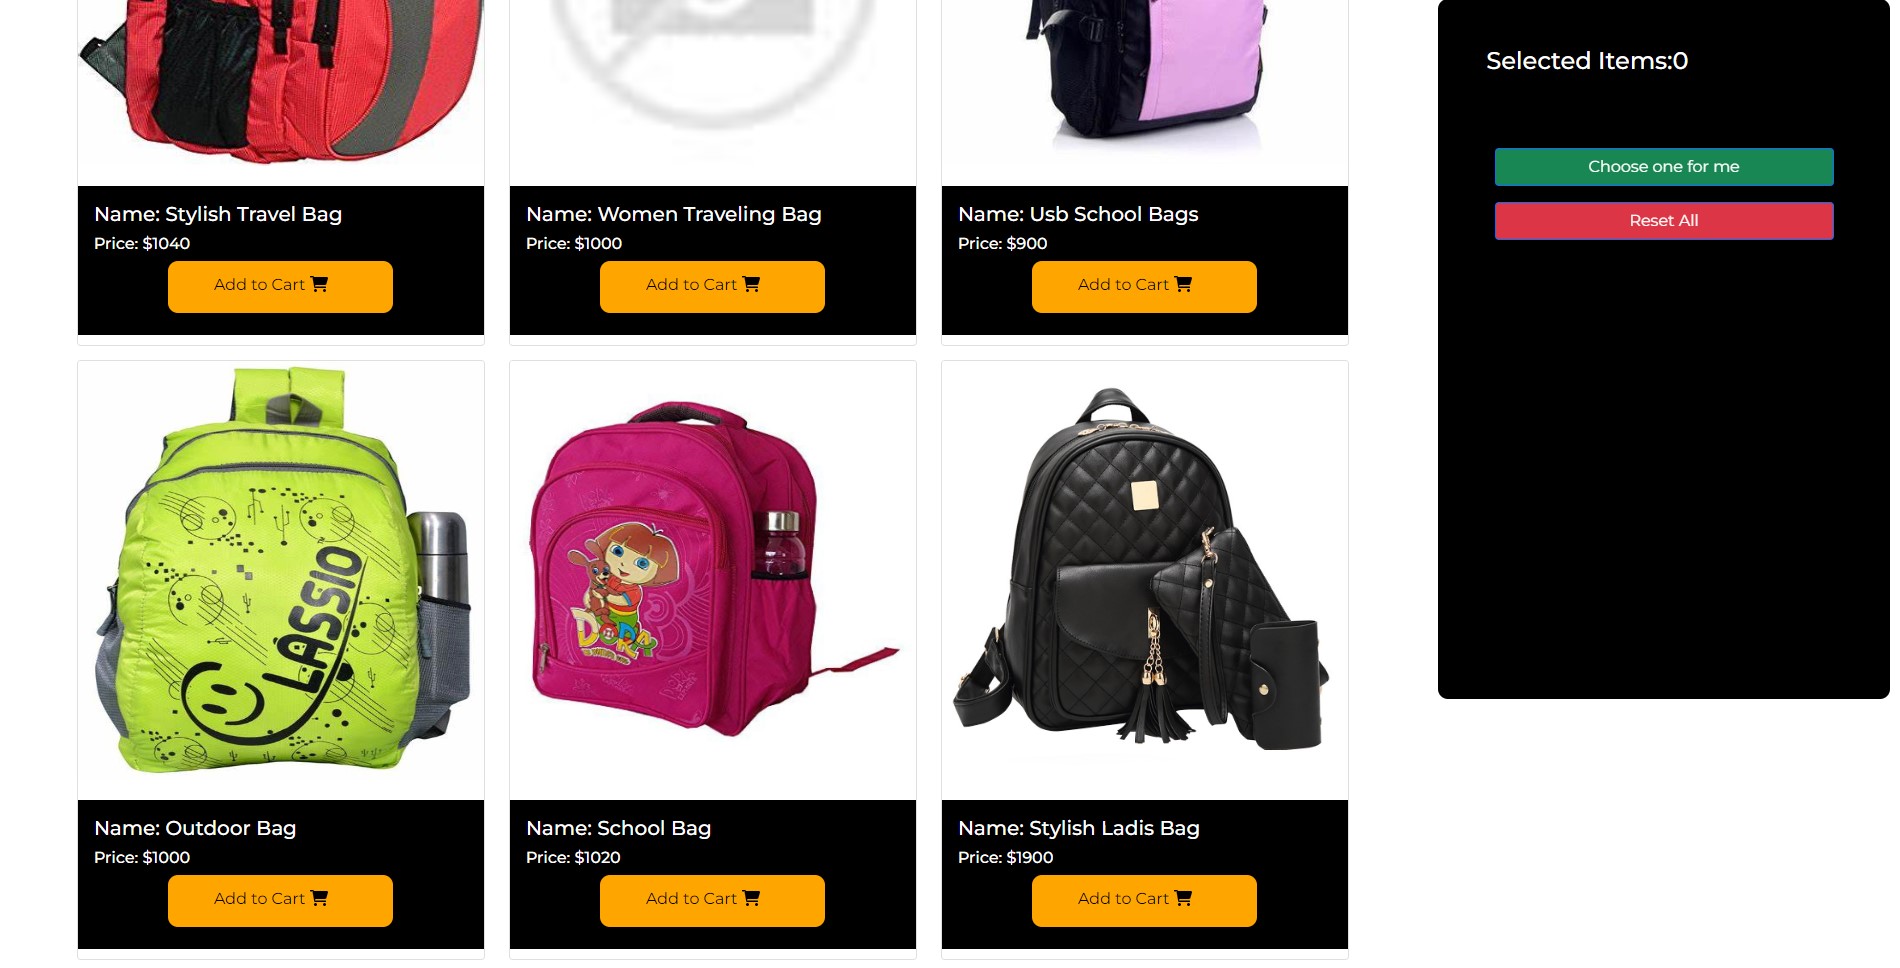 Selected Items:0
Choose one for me
Reset All
Name: Stylish Travel Bag
Price: $1040
Add to Cart
Name: Women Traveling Bag
Price: $1000
Add to Cart
Name: Usb School Bags
Price: $900
Add to Cart
LASSIO
DORA
Name: Outdoor Bag
Price: $1000
Add to Cart
Name: School Bag
Price: $1020
Add to Cart
Name: Stylish Ladis Bag
Price: $1900
Add to Cart